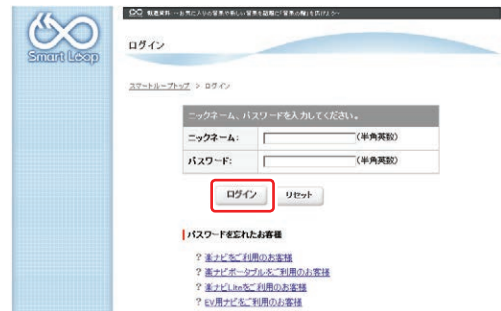 Smart Loop
ログイン
スマートループトップ > ログイン
ニックネーム、パスワードを入力してください。
ニックネーム: (半角英数)
パスワード: (半角英数)
ログイン リセット
パスワードを忘れたお客様
? 楽ナビをご利用のお客様
? 楽ナビポータブルをご利用のお客様
? 楽ナビLiteをご利用のお客様
? EV用ナビをご利用のお客様